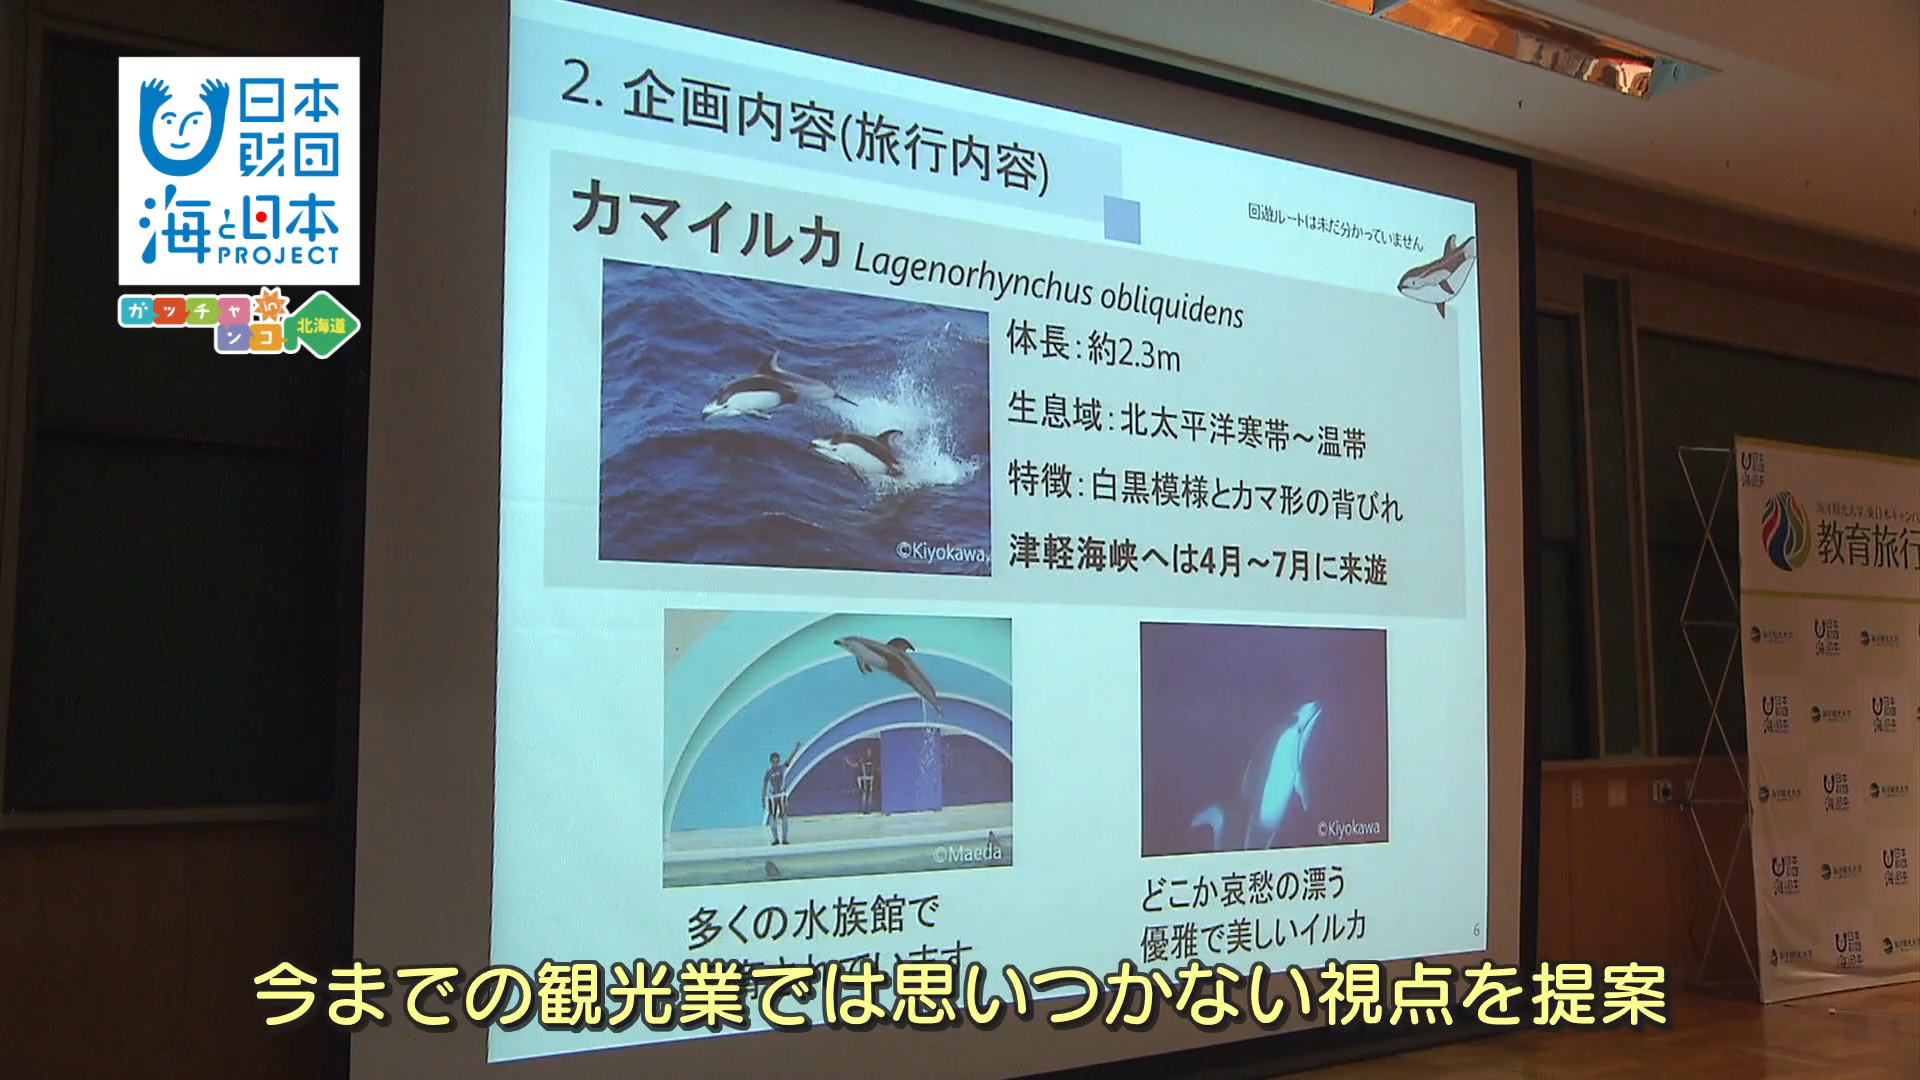 日本
財団
海と日本
PROJECT
ガッチャ
ンコ
in
北海道
2. 企画内容(旅行内容)
回遊ルートは未だ分かっていません
カマイルカ Lagenorhynchus obliquidens
体長：約2.3m
生息域：北太平洋寒帯～温帯
特徴：白黒模様とカマ形の背びれ
津軽海峡へは4月～7月に来遊
©Kiyokawa
©Maeda
©Kiyokawa
多くの水族館で
どこか哀愁の漂う
優雅で美しいイルカ
6
今までの観光業では思いつかない視点を提案
教育旅行